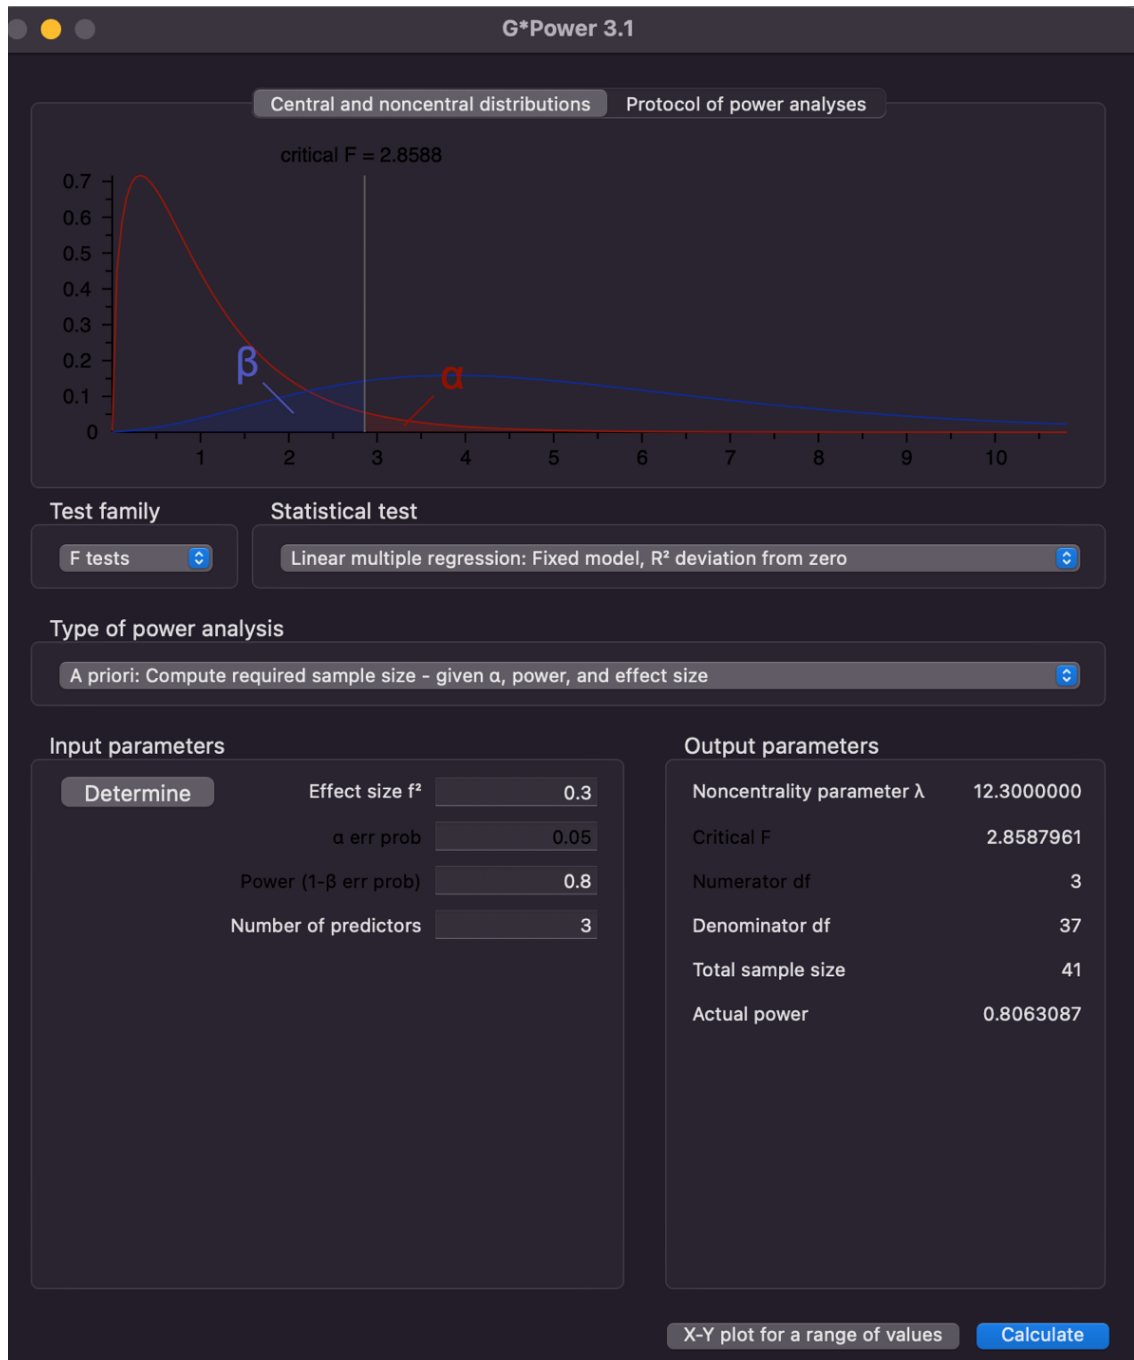 G*Power 3.1
Central and noncentral distributions
Protocol of power analyses
critical F = 2.8588
0.7
0.6
0.5
0.4
0.3
0.2
0.1
0
β
α
1 2 3 4 5 6 7 8 9 10
Test family
Statistical test
F tests
Linear multiple regression: Fixed model, R² deviation from zero
Type of power analysis
A priori: Compute required sample size - given α, power, and effect size
Input parameters
Output parameters
Determine
Effect size f² 0.3
Noncentrality parameter λ 12.3000000
α err prob 0.05
Critical F 2.8587961
Power (1-β err prob) 0.8
Numerator df 3
Number of predictors 3
Denominator df 37
Total sample size 41
Actual power 0.8063087
X-Y plot for a range of values
Calculate